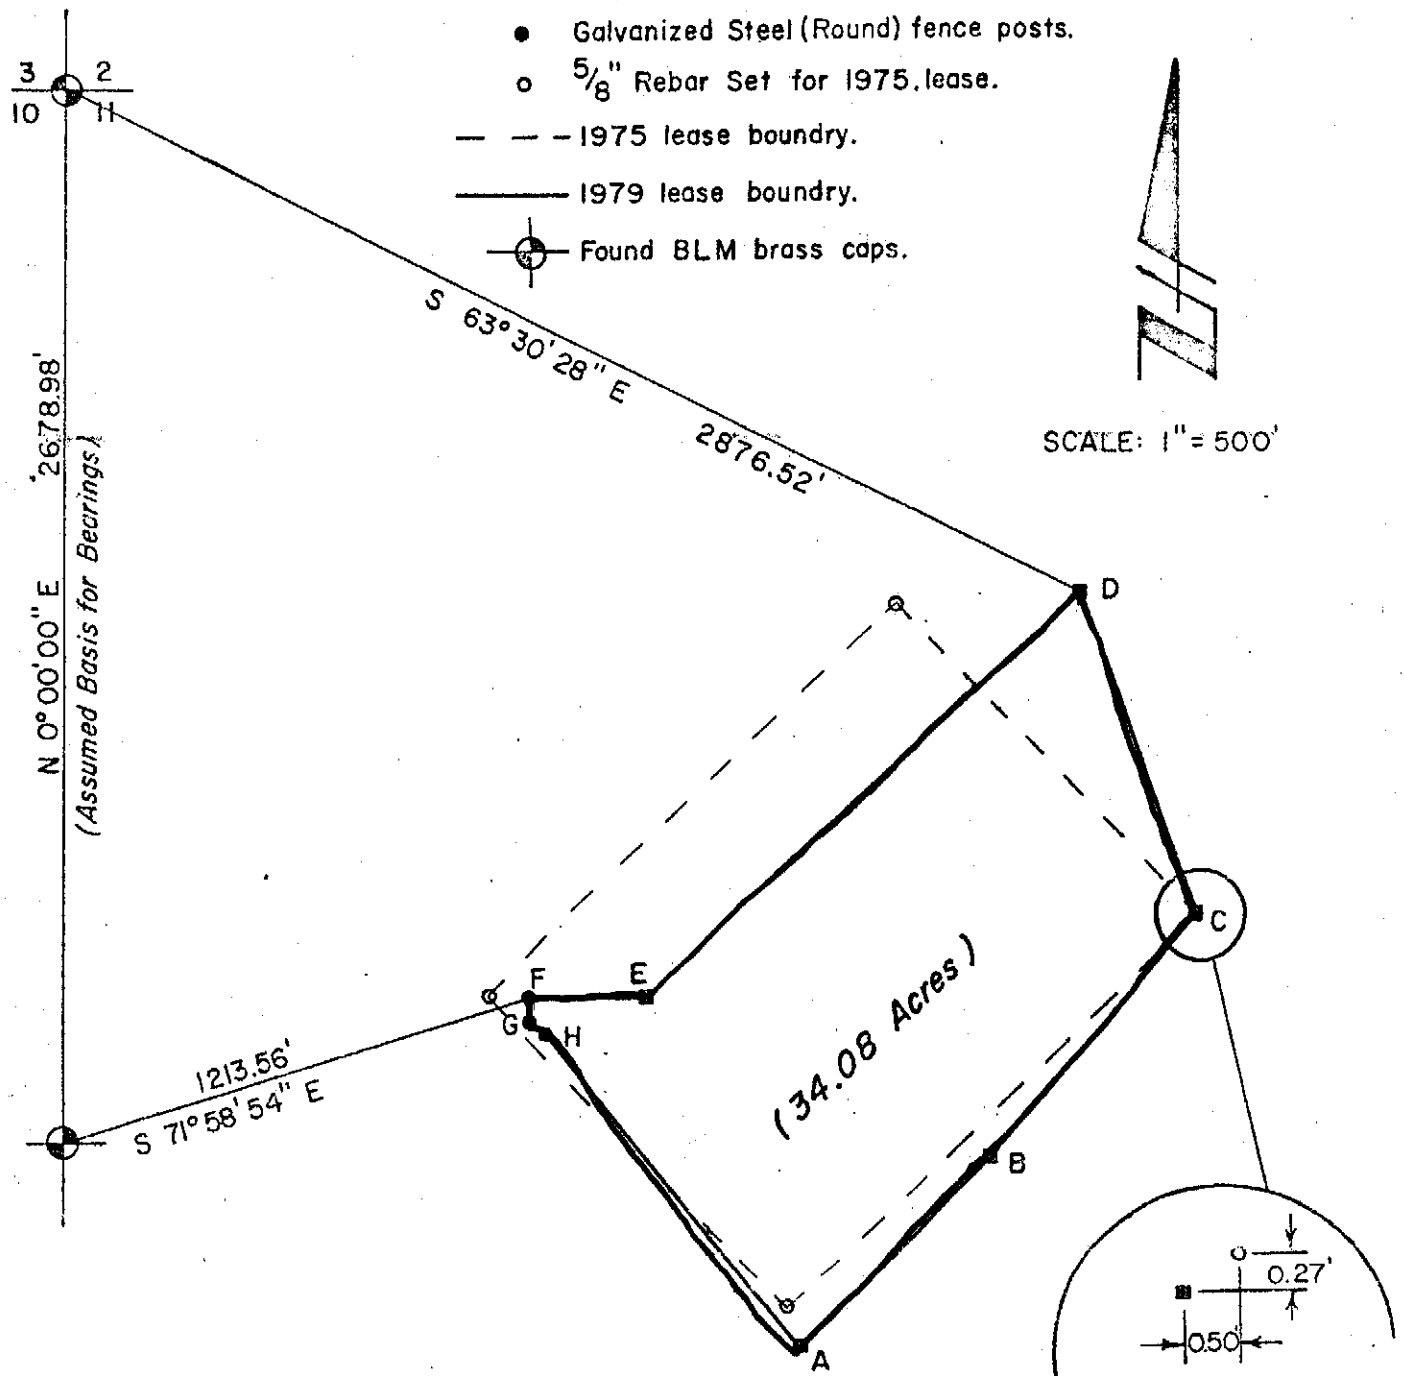 Galvanized Steel (Round) fence posts.
5/8" Rebar Set for 1975. lease.
1975 lease boundry.
1979 lease boundry.
Found BLM brass caps.
3 2
10 11
S 63°30'28" E
2876.52'
SCALE: 1" = 500'
N 0°00'00" E 2678.98'
(Assumed Basis for Bearings)
D
C
F
E
G
H
1213.56'
S 71°58'54" E
(34.08 Acres)
B
A
0.27'
0.50'